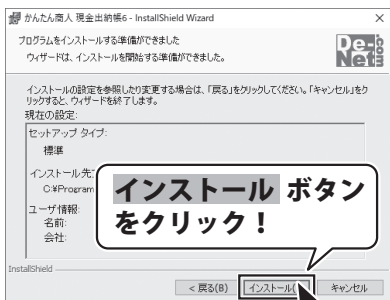 かんたん商人 現金出納帳6 - InstallShield Wizard
プログラムをインストールする準備ができました
ウィザードは、インストールを開始する準備ができました。
De-Net.com
インストールの設定を参照したり変更する場合は、「戻る」をクリックしてください。「キャンセル」をク
リックすると、ウィザードを終了します。
現在の設定:
セットアップ タイプ:
標準
インストール先
C:¥Program
ユーザ情報:
名前:
会社:
インストール ボタン
をクリック！
InstallShield
< 戻る(B)
インストール(
キャンセル